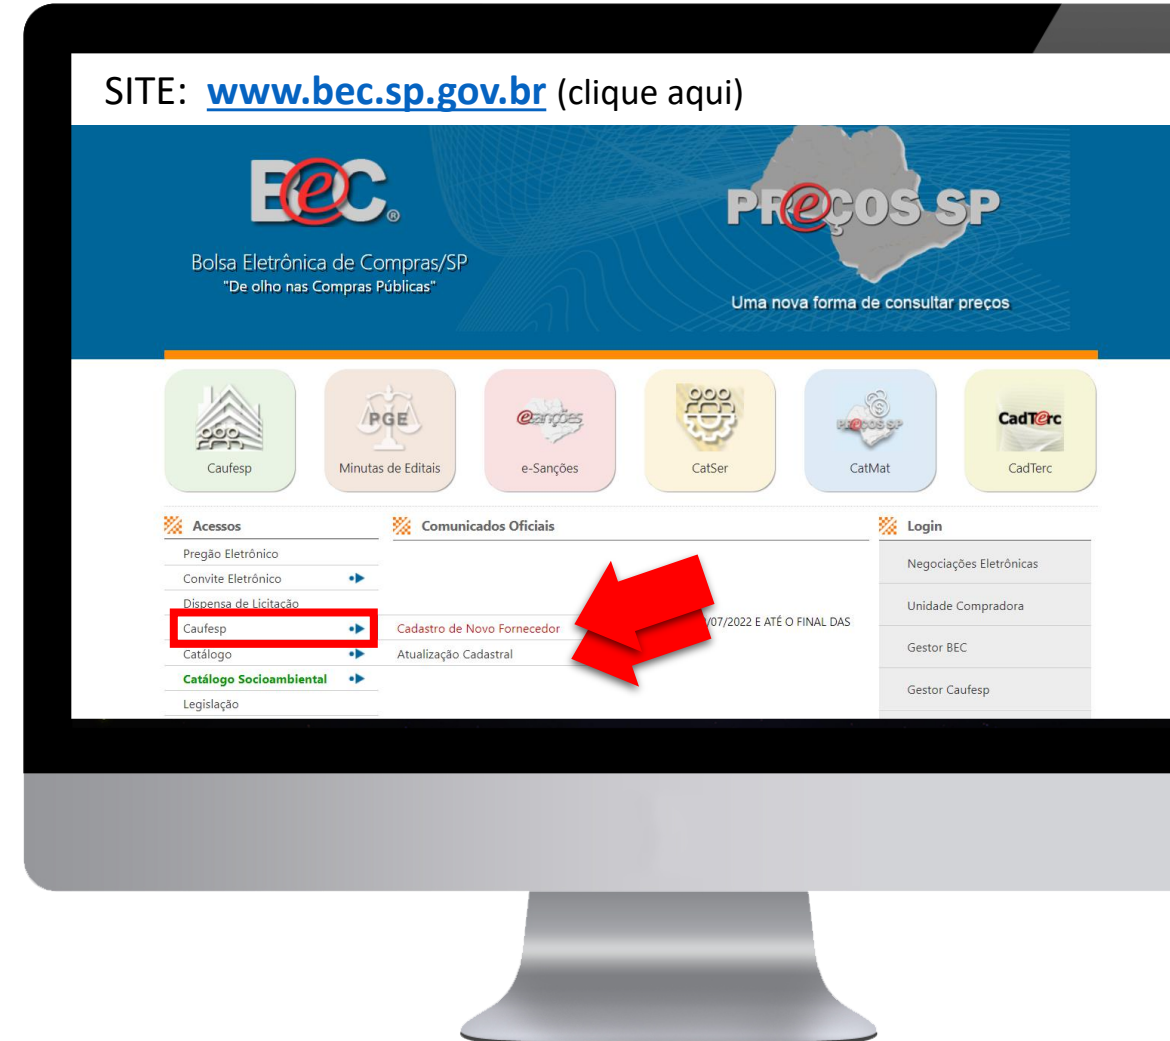 SITE: www.bec.sp.gov.br (clique aqui)
BeC®
Bolsa Eletrônica de Compras/SP
"De olho nas Compras Públicas"
PReÇOS SP
Uma nova forma de consultar preços
PGE
e-sanções
PReÇOS SP
CadTerc
Caufesp
Minutas de Editais
e-Sanções
CatSer
CatMat
CadTerc
Acessos
Pregão Eletrônico
Convite Eletrônico
Dispensa de Licitação
Caufesp
Catálogo
Catálogo Socioambiental
Legislação
Comunicados Oficiais
/07/2022 E ATÉ O FINAL DAS
Cadastro de Novo Fornecedor
Atualização Cadastral
Login
Negociações Eletrônicas
Unidade Compradora
Gestor BEC
Gestor Caufesp